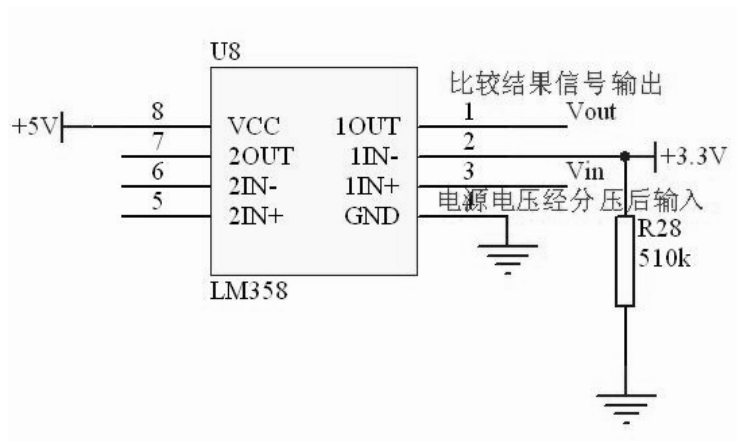 U8
比较结果信号输出
+5V
8
VCC
1OUT
1
Vout
7
2OUT
1IN-
2
+3.3V
6
2IN-
1IN+
3
Vin
5
2IN+
GND
4
电源电压经分压后输入
R28
510k
LM358